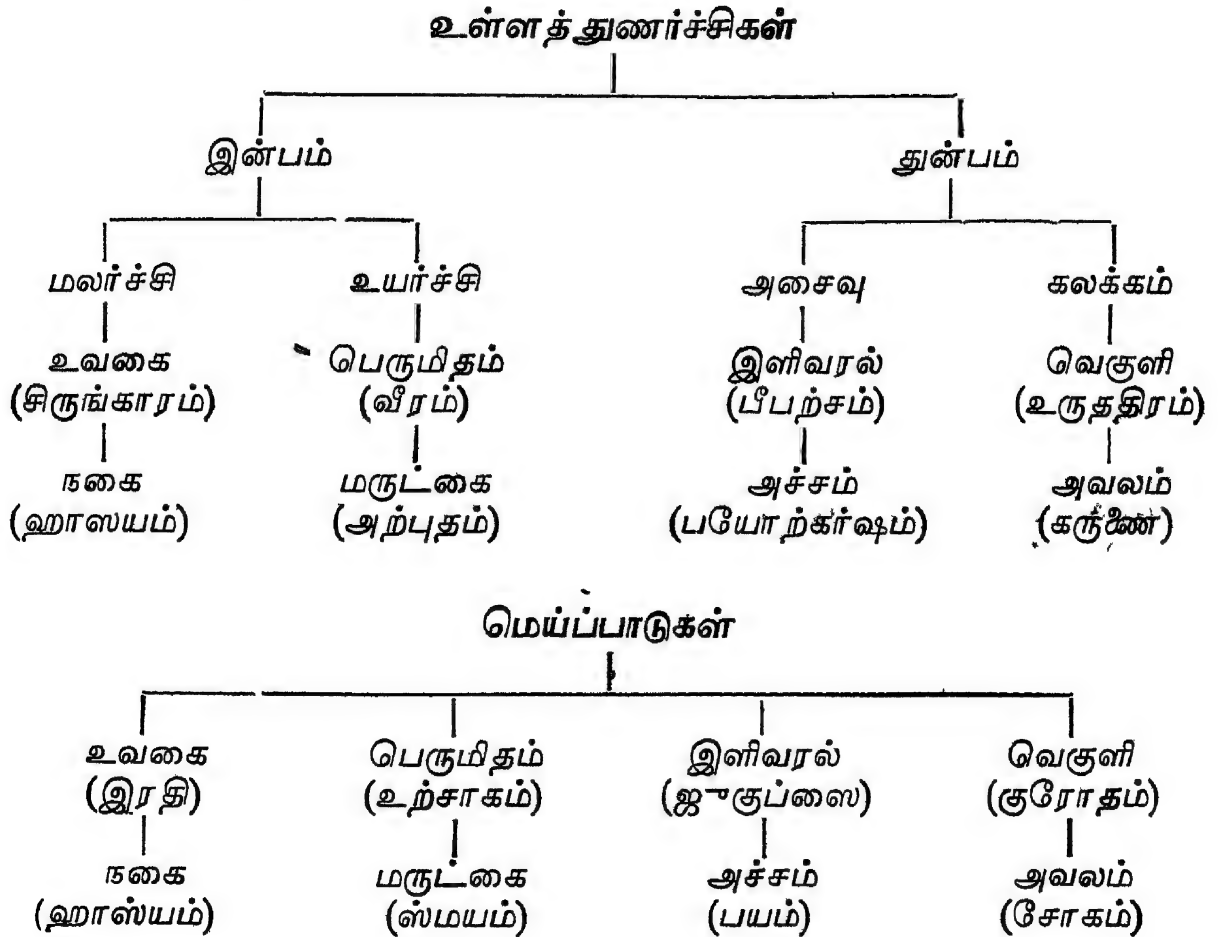 உள்ளத்துணர்ச்சிகள்
இன்பம் துன்பம்
மலர்ச்சி உயர்ச்சி அசைவு கலக்கம்
உவகை பெருமிதம் இளிவரல் வெகுளி
(சிருங்காரம்) (வீரம்) (பீபற்சம்) (உருததிரம்)
நகை மருட்கை அச்சம் அவலம்
(ஹாஸயம்) (அற்புதம்) (பயோற்கர்ஷம்) (கருணை)
மெய்ப்பாடுகள்
உவகை பெருமிதம் இளிவரல் வெகுளி
(இரதி) (உற்சாகம்) (ஜுகுப்ஸை) (குரோதம்)
நகை மருட்கை அச்சம் அவலம்
(ஹாஸ்யம்) (ஸ்மயம்) (பயம்) (சோகம்)